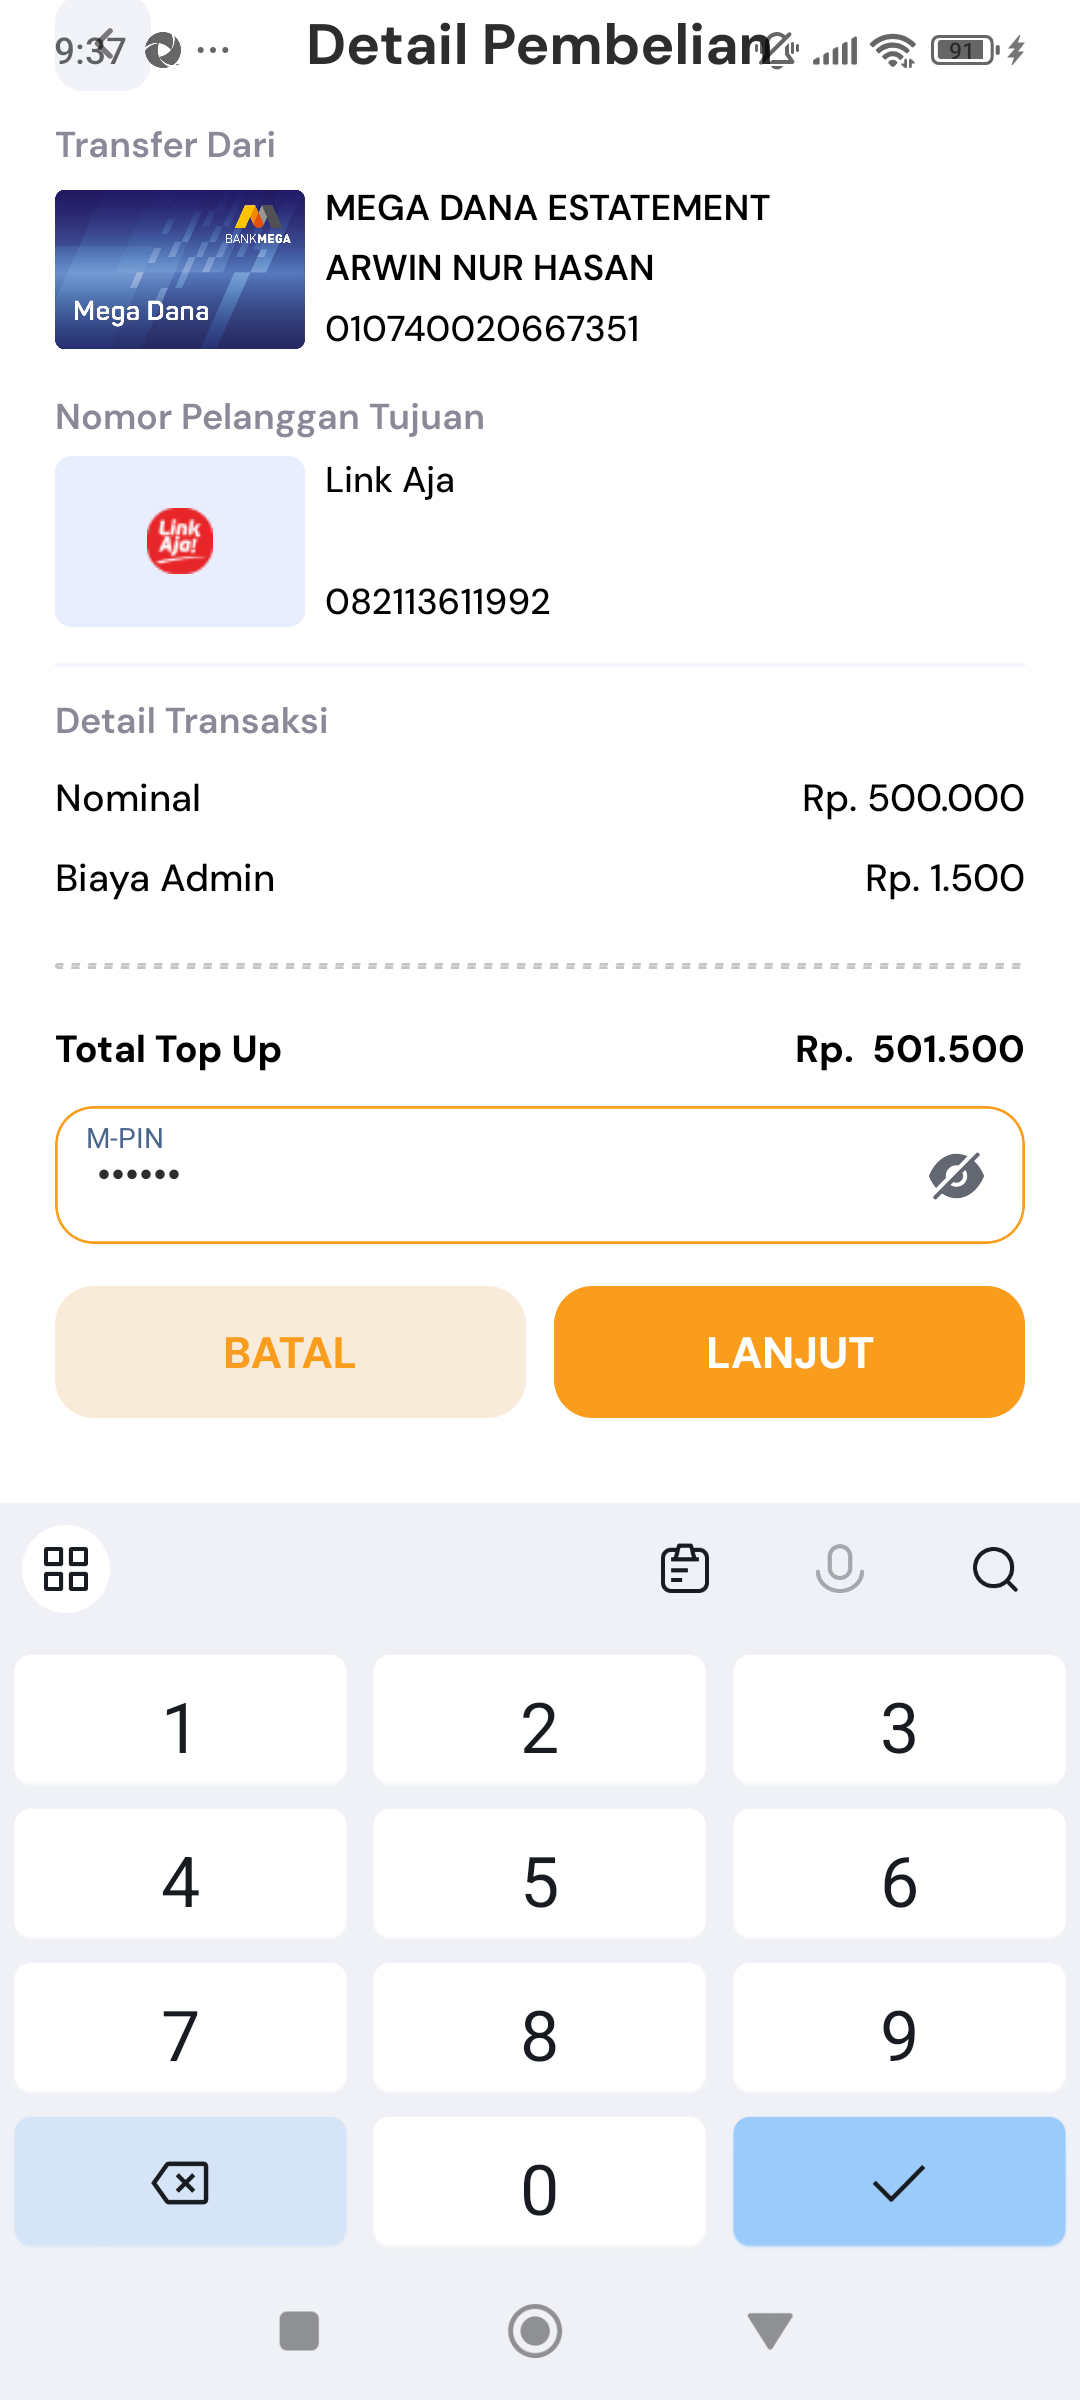 9:37 ... Detail Pembelian 91
Transfer Dari
BANKMEGA
Mega Dana
MEGA DANA ESTATEMENT
ARWIN NUR HASAN
010740020667351
Nomor Pelanggan Tujuan
Link Aja!
Link Aja
082113611992
Detail Transaksi
Nominal Rp. 500.000
Biaya Admin Rp. 1.500
Total Top Up Rp. 501.500
M-PIN
••••••
BATAL LANJUT
1 2 3
4 5 6
7 8 9
0